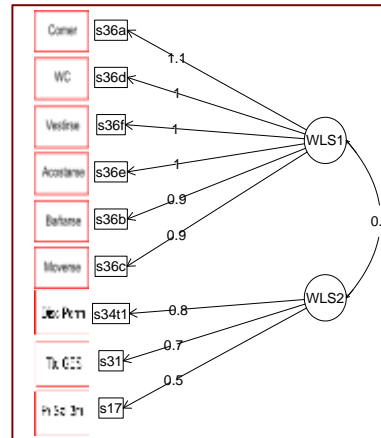 Comer s36a
1.1
WC s36d
1
Vestirse s36f
1
WLS1
Acostarse s36e
1
Bañarse s36b
0.9
Moverse s36c
0.9
0.
WLS2
s34t1
0.8
s31
0.7
s17
0.5